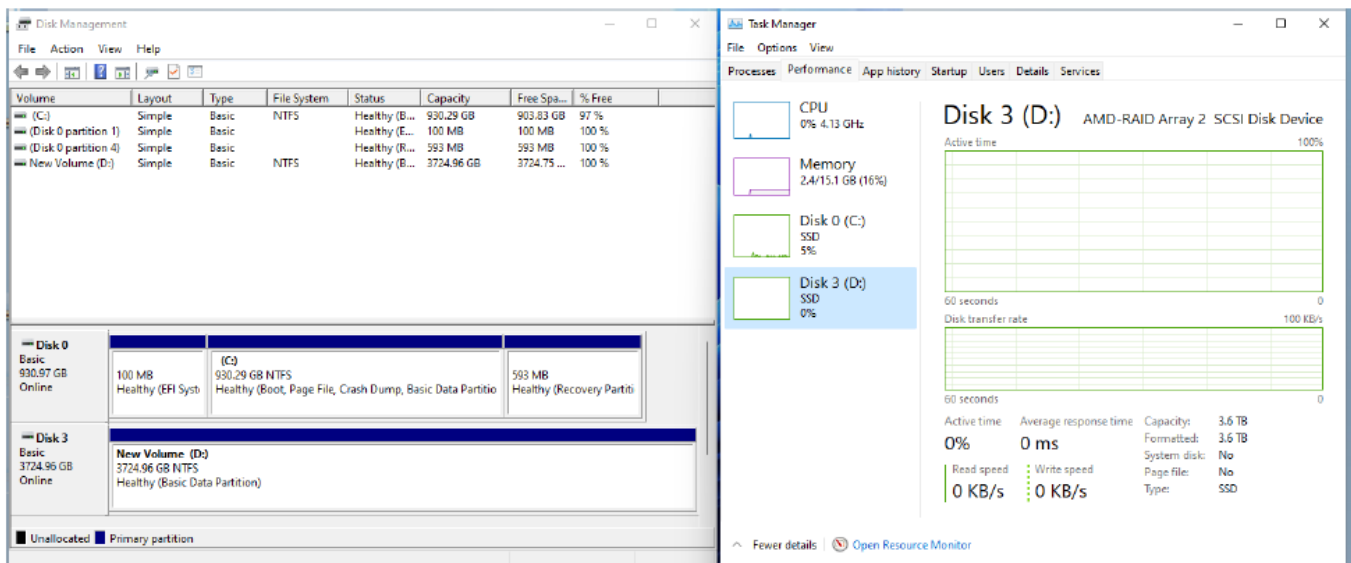 Disk Management
File Action View Help
Volume Layout Type File System Status Capacity Free Spa... % Free
(C:) Simple Basic NTFS Healthy (B... 930.29 GB 903.83 GB 97 %
(Disk 0 partition 1) Simple Basic Healthy (E... 100 MB 100 MB 100 %
(Disk 0 partition 4) Simple Basic Healthy (R... 593 MB 593 MB 100 %
New Volume (D:) Simple Basic NTFS Healthy (B... 3724.96 GB 3724.75 ... 100 %
Disk 0
Basic
930.97 GB
Online
100 MB
Healthy (EFI Syst
(C:)
930.29 GB NTFS
Healthy (Boot, Page File, Crash Dump, Basic Data Partitio
593 MB
Healthy (Recovery Partiti
Disk 3
Basic
3724.96 GB
Online
New Volume (D:)
3724.96 GB NTFS
Healthy (Basic Data Partition)
Unallocated Primary partition
Task Manager
File Options View
Processes Performance App history Startup Users Details Services
CPU
0% 4.13 GHz
Memory
2.4/15.1 GB (16%)
Disk 0 (C:)
SSD
5%
Disk 3 (D:)
SSD
0%
Disk 3 (D:) AMD-RAID Array 2 SCSI Disk Device
Active time 100%
60 seconds 0
Disk transfer rate 100 KB/s
60 seconds 0
Active time Average response time
0% 0 ms
Read speed Write speed
0 KB/s 0 KB/s
Capacity: 3.6 TB
Formatted: 3.6 TB
System disk: No
Page file: No
Type: SSD
Fewer details Open Resource Monitor